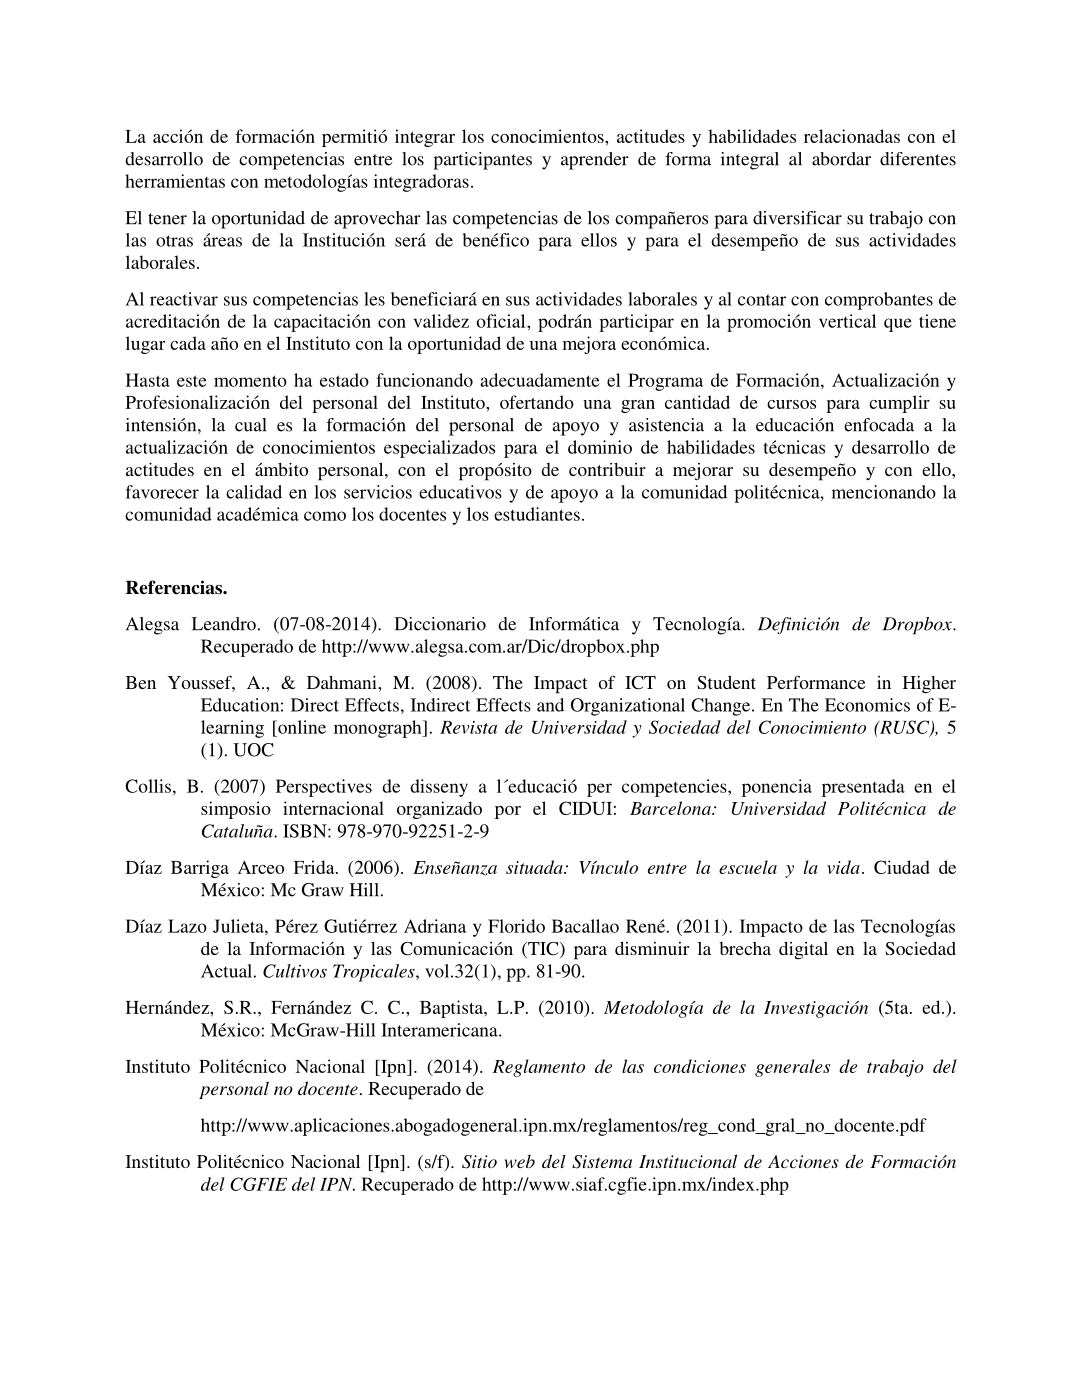 La acción de formación permitió integrar los conocimientos, actitudes y habilidades relacionadas con el
desarrollo de competencias entre los participantes y aprender de forma integral al abordar diferentes
herramientas con metodologías integradoras.
El tener la oportunidad de aprovechar las competencias de los compañeros para diversificar su trabajo con
las otras áreas de la Institución será de benéfico para ellos y para el desempeño de sus actividades
laborales.
Al reactivar sus competencias les beneficiará en sus actividades laborales y al contar con comprobantes de
acreditación de la capacitación con validez oficial, podrán participar en la promoción vertical que tiene
lugar cada año en el Instituto con la oportunidad de una mejora económica.
Hasta este momento ha estado funcionando adecuadamente el Programa de Formación, Actualización y
Profesionalización del personal del Instituto, ofertando una gran cantidad de cursos para cumplir su
intensión, la cual es la formación del personal de apoyo y asistencia a la educación enfocada a la
actualización de conocimientos especializados para el dominio de habilidades técnicas y desarrollo de
actitudes en el ámbito personal, con el propósito de contribuir a mejorar su desempeño y con ello,
favorecer la calidad en los servicios educativos y de apoyo a la comunidad politécnica, mencionando la
comunidad académica como los docentes y los estudiantes.
Referencias.
Alegsa Leandro. (07-08-2014). Diccionario de Informática y Tecnología. Definición de Dropbox.
Recuperado de http://www.alegsa.com.ar/Dic/dropbox.php
Ben Youssef, A., & Dahmani, M. (2008). The Impact of ICT on Student Performance in Higher
Education: Direct Effects, Indirect Effects and Organizational Change. En The Economics of E-
learning [online monograph]. Revista de Universidad y Sociedad del Conocimiento (RUSC), 5
(1). UOC
Collis, B. (2007) Perspectives de disseny a l´educació per competencies, ponencia presentada en el
simposio internacional organizado por el CIDUI: Barcelona: Universidad Politécnica de
Cataluña. ISBN: 978-970-92251-2-9
Díaz Barriga Arceo Frida. (2006). Enseñanza situada: Vínculo entre la escuela y la vida. Ciudad de
México: Mc Graw Hill.
Díaz Lazo Julieta, Pérez Gutiérrez Adriana y Florido Bacallao René. (2011). Impacto de las Tecnologías
de la Información y las Comunicación (TIC) para disminuir la brecha digital en la Sociedad
Actual. Cultivos Tropicales, vol.32(1), pp. 81-90.
Hernández, S.R., Fernández C. C., Baptista, L.P. (2010). Metodología de la Investigación (5ta. ed.).
México: McGraw-Hill Interamericana.
Instituto Politécnico Nacional [Ipn]. (2014). Reglamento de las condiciones generales de trabajo del
personal no docente. Recuperado de
http://www.aplicaciones.abogadogeneral.ipn.mx/reglamentos/reg_cond_gral_no_docente.pdf
Instituto Politécnico Nacional [Ipn]. (s/f). Sitio web del Sistema Institucional de Acciones de Formación
del CGFIE del IPN. Recuperado de http://www.siaf.cgfie.ipn.mx/index.php